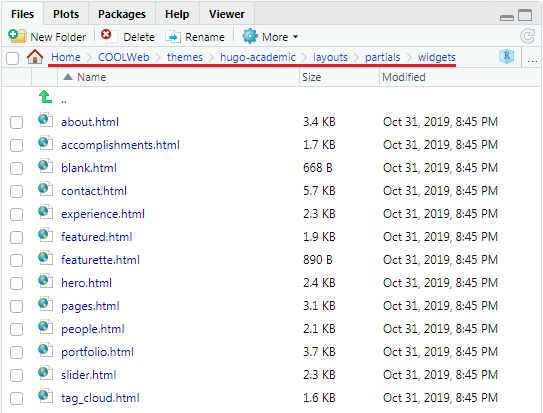 Files Plots Packages Help Viewer
New Folder Delete Rename More
Home COOLWeb themes hugo-academic layouts partials widgets R ...
Name Size Modified
..
about.html 3.4 KB Oct 31, 2019, 8:45 PM
accomplishments.html 1.7 KB Oct 31, 2019, 8:45 PM
blank.html 668 B Oct 31, 2019, 8:45 PM
contact.html 5.7 KB Oct 31, 2019, 8:45 PM
experience.html 2.3 KB Oct 31, 2019, 8:45 PM
featured.html 1.9 KB Oct 31, 2019, 8:45 PM
featurette.html 890 B Oct 31, 2019, 8:45 PM
hero.html 2.4 KB Oct 31, 2019, 8:45 PM
pages.html 3.1 KB Oct 31, 2019, 8:45 PM
people.html 2.1 KB Oct 31, 2019, 8:45 PM
portfolio.html 3.7 KB Oct 31, 2019, 8:45 PM
slider.html 2.3 KB Oct 31, 2019, 8:45 PM
tag_cloud.html 1.6 KB Oct 31, 2019, 8:45 PM